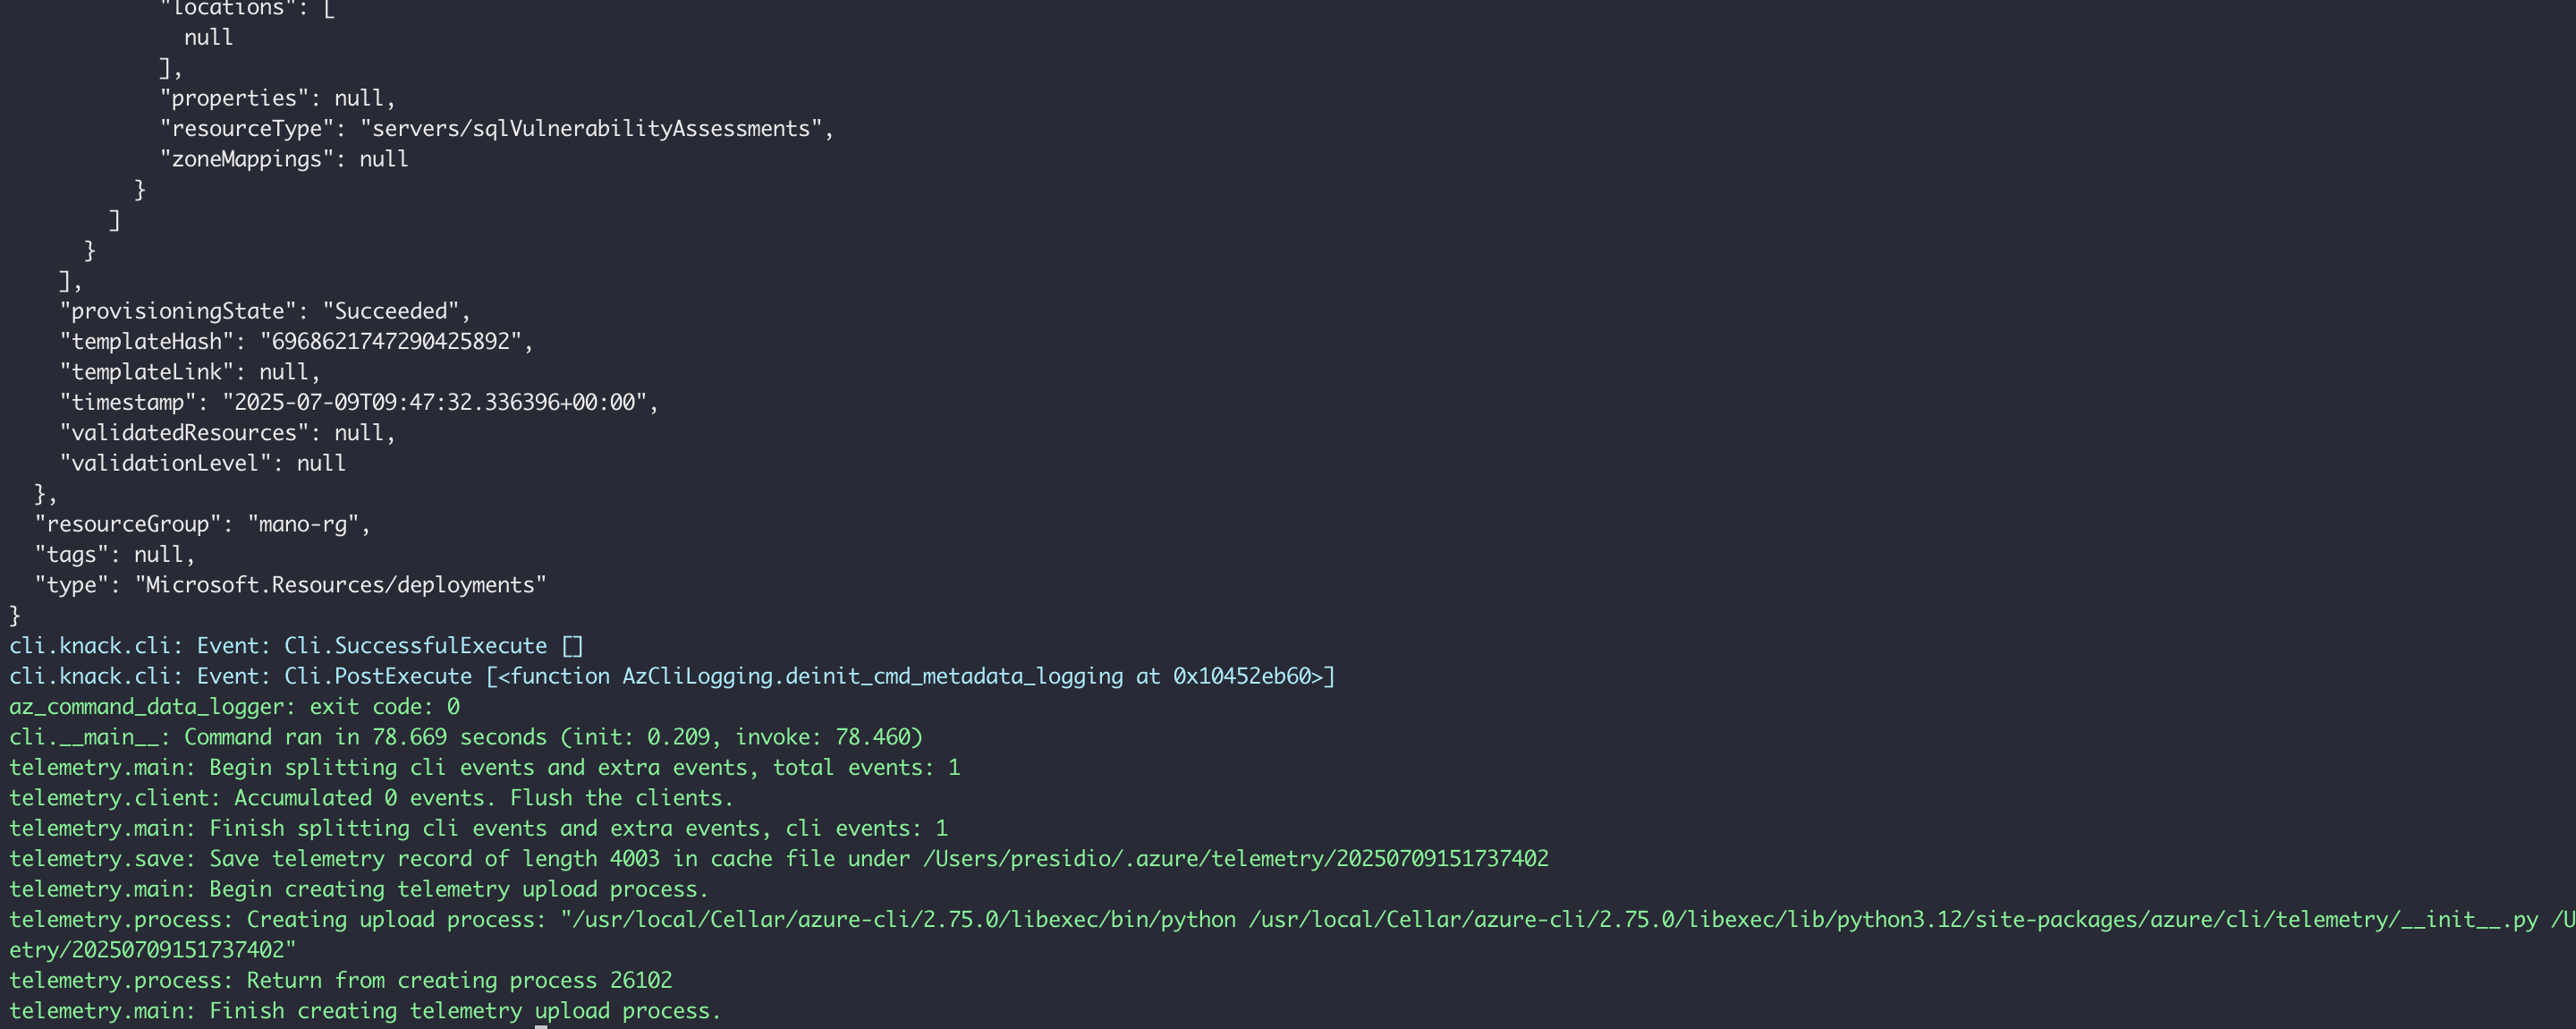 "locations": [
              null
            ],
            "properties": null,
            "resourceType": "servers/sqlVulnerabilityAssessments",
            "zoneMappings": null
          }
        ]
      }
    ],
    "provisioningState": "Succeeded",
    "templateHash": "6968621747290425892",
    "templateLink": null,
    "timestamp": "2025-07-09T09:47:32.336396+00:00",
    "validatedResources": null,
    "validationLevel": null
  },
  "resourceGroup": "mano-rg",
  "tags": null,
  "type": "Microsoft.Resources/deployments"
}
cli.knack.cli: Event: Cli.SuccessfulExecute []
cli.knack.cli: Event: Cli.PostExecute [<function AzCliLogging.deinit_cmd_metadata_logging at 0x10452eb60>]
az_command_data_logger: exit code: 0
cli.__main__: Command ran in 78.669 seconds (init: 0.209, invoke: 78.460)
telemetry.main: Begin splitting cli events and extra events, total events: 1
telemetry.client: Accumulated 0 events. Flush the clients.
telemetry.main: Finish splitting cli events and extra events, cli events: 1
telemetry.save: Save telemetry record of length 4003 in cache file under /Users/presidio/.azure/telemetry/20250709151737402
telemetry.main: Begin creating telemetry upload process.
telemetry.process: Creating upload process: "/usr/local/Cellar/azure-cli/2.75.0/libexec/bin/python /usr/local/Cellar/azure-cli/2.75.0/libexec/lib/python3.12/site-packages/azure/cli/telemetry/__init__.py /U
etry/20250709151737402"
telemetry.process: Return from creating process 26102
telemetry.main: Finish creating telemetry upload process.